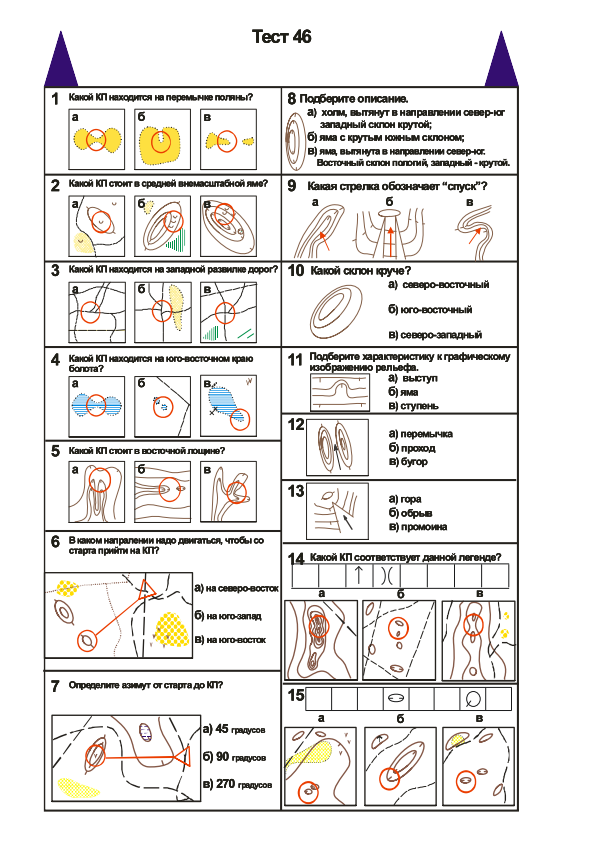 Тест 46
1 Какой КП находится на перемычке поляны?
а б в
2 Какой КП стоит в средней внемасштабной яме?
а б в
3 Какой КП находится на западной развилке дорог?
а б в
4 Какой КП находится на юго-восточном краю
болота?
а б в
5 Какой КП стоит в восточной лощине?
а б в
6 В каком напралении надо двигаться, чтобы со
старта прийти на КП?
а) на северо-восток
б) на юго-запад
в) на юго-восток
7 Определите азимут от старта до КП?
а) 45 градусов
б) 90 градусов
в) 270 градусов
8 Подберите описание.
а) холм, вытянут в направлении север-юг
западный склон крутой;
б) яма с крутым южным склоном;
в) яма, вытянута в направлении север-юг.
Восточный склон пологий, западный - крутой.
9 Какая стрелка обозначает “спуск”?
а б в
10 Какой склон круче?
а) северо-восточный
б) юго-восточный
в) северо-западный
11 Подберите характеристику к графическому
изображению рельефа.
а) выступ
б) яма
в) ступень
12
а) перемычка
б) проход
в) бугор
13
а) гора
б) обрыв
в) промоина
14 Какой КП соответствует данной легенде?
а б в
15
а б в